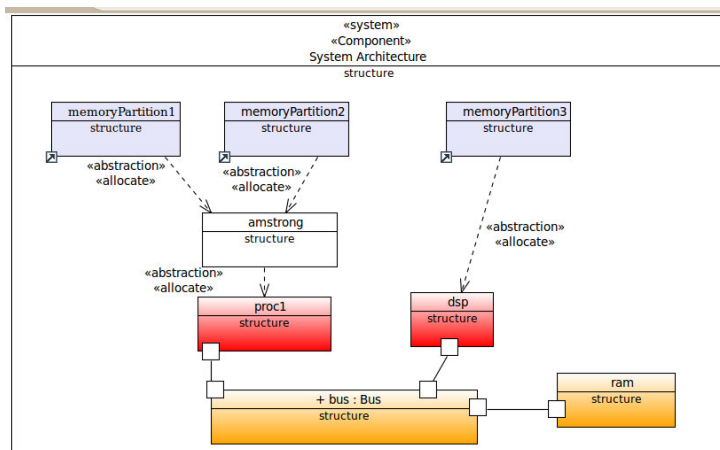 «system»
«Component»
System Architecture
structure
memoryPartition1
structure
memoryPartition2
structure
memoryPartition3
structure
«abstraction»
«allocate»
«abstraction»
«allocate»
«abstraction»
«allocate»
amstrong
structure
«abstraction»
«allocate»
proc1
structure
dsp
structure
+ bus : Bus
structure
ram
structure